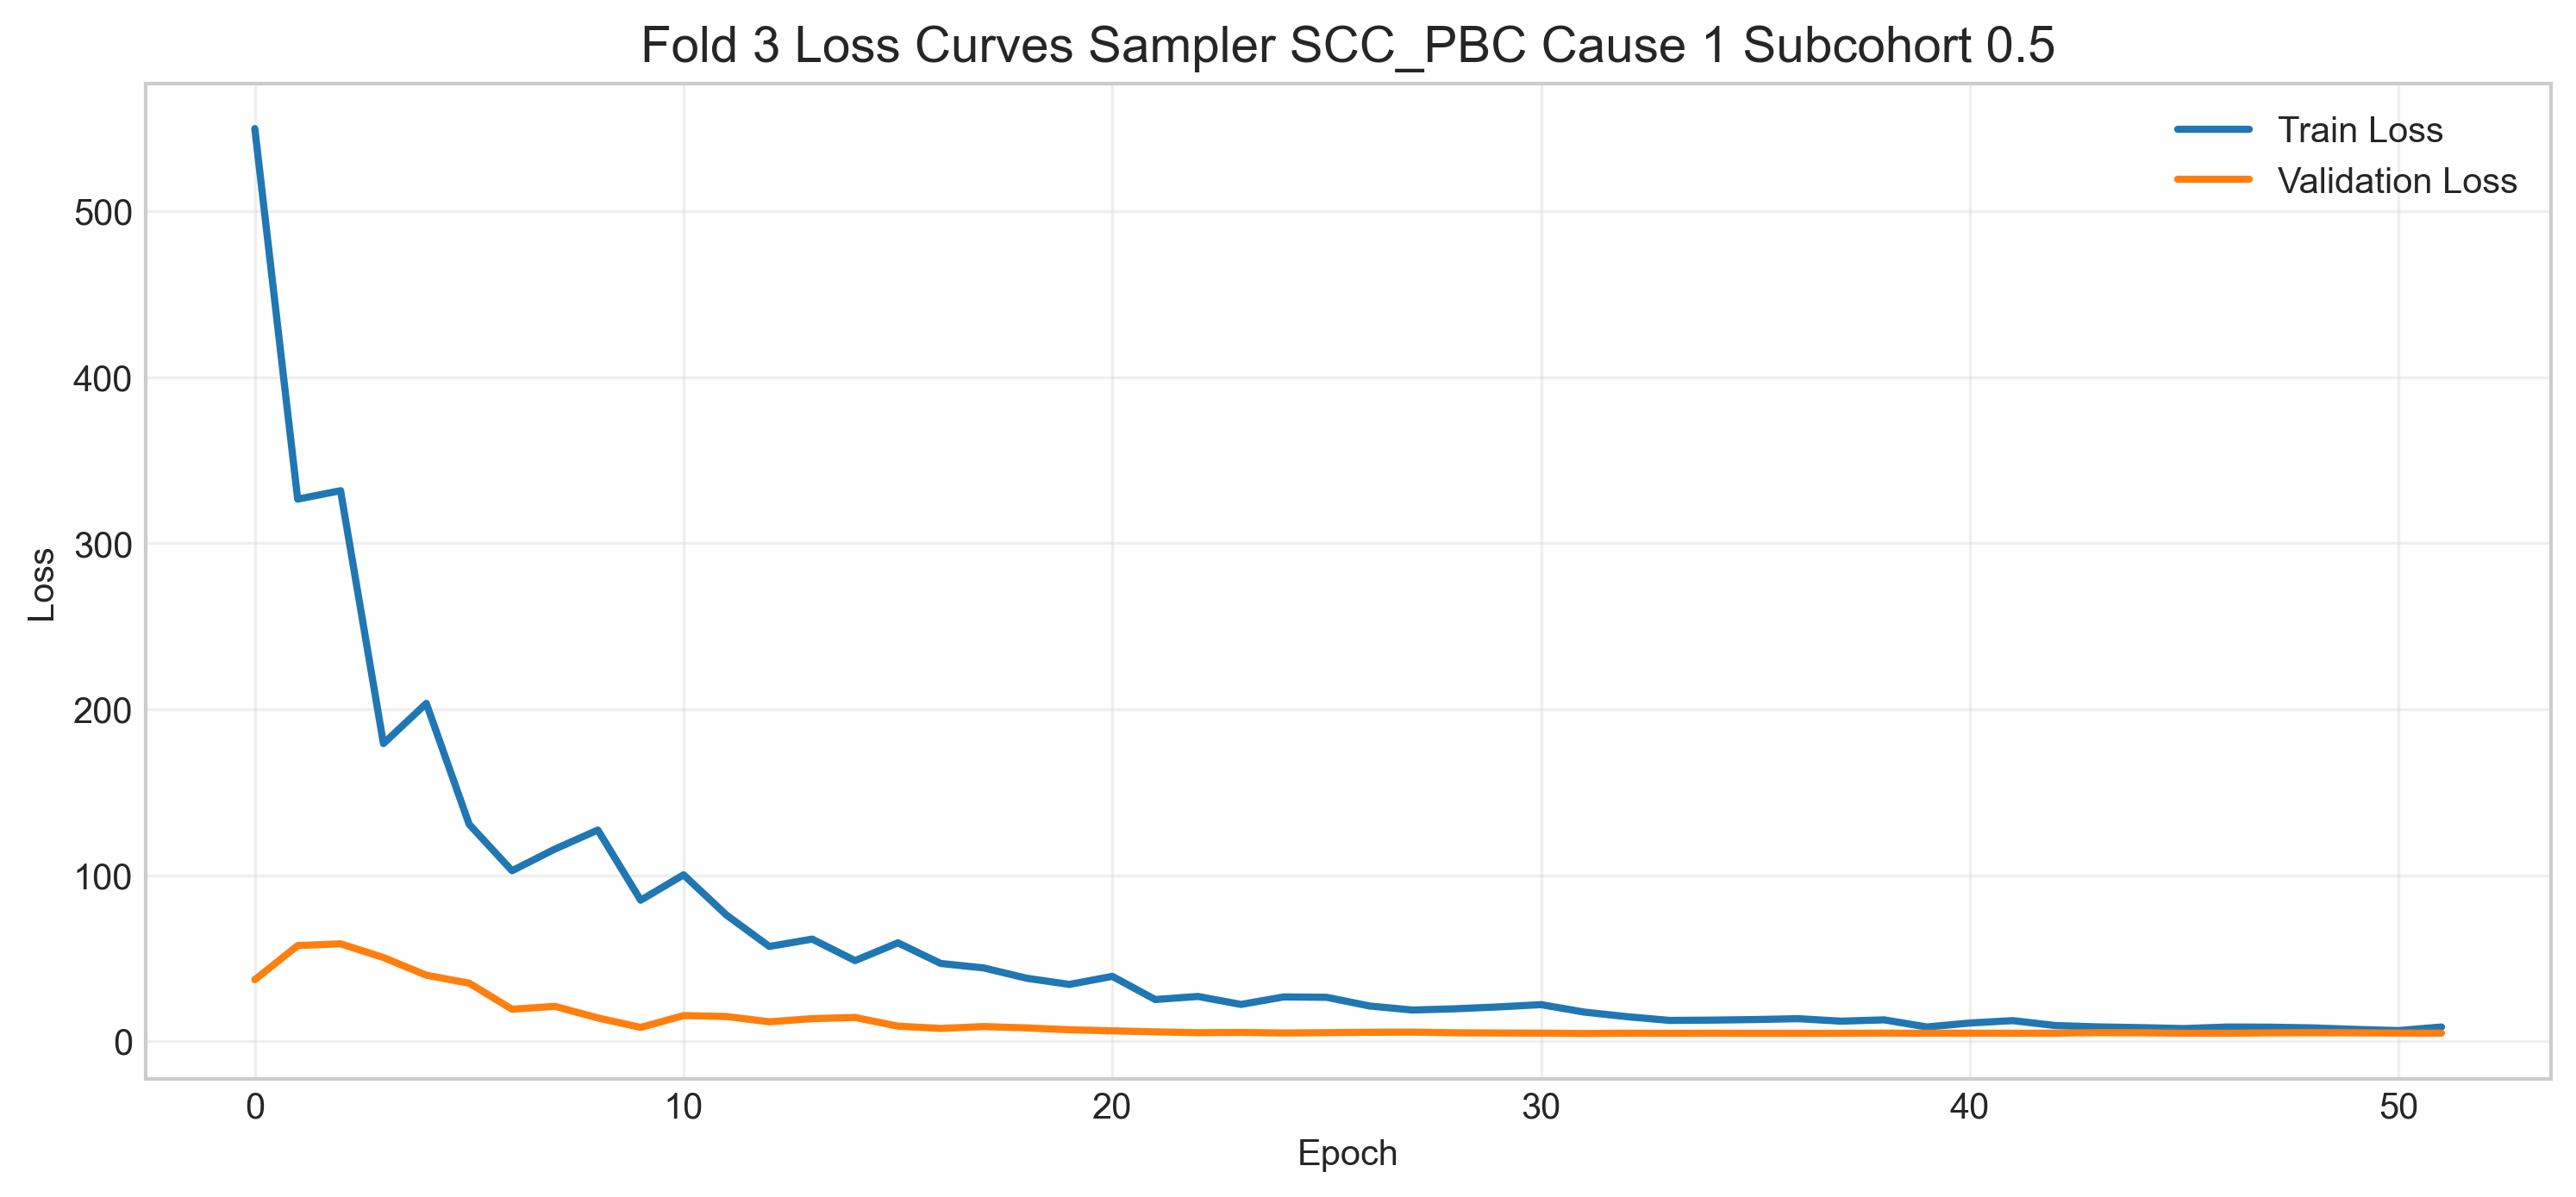 Fold 3 Loss Curves Sampler SCC_PBC Cause 1 Subcohort 0.5
Train Loss
Validation Loss
500
400
300
200
100
0
Loss
0 10 20 30 40 50
Epoch